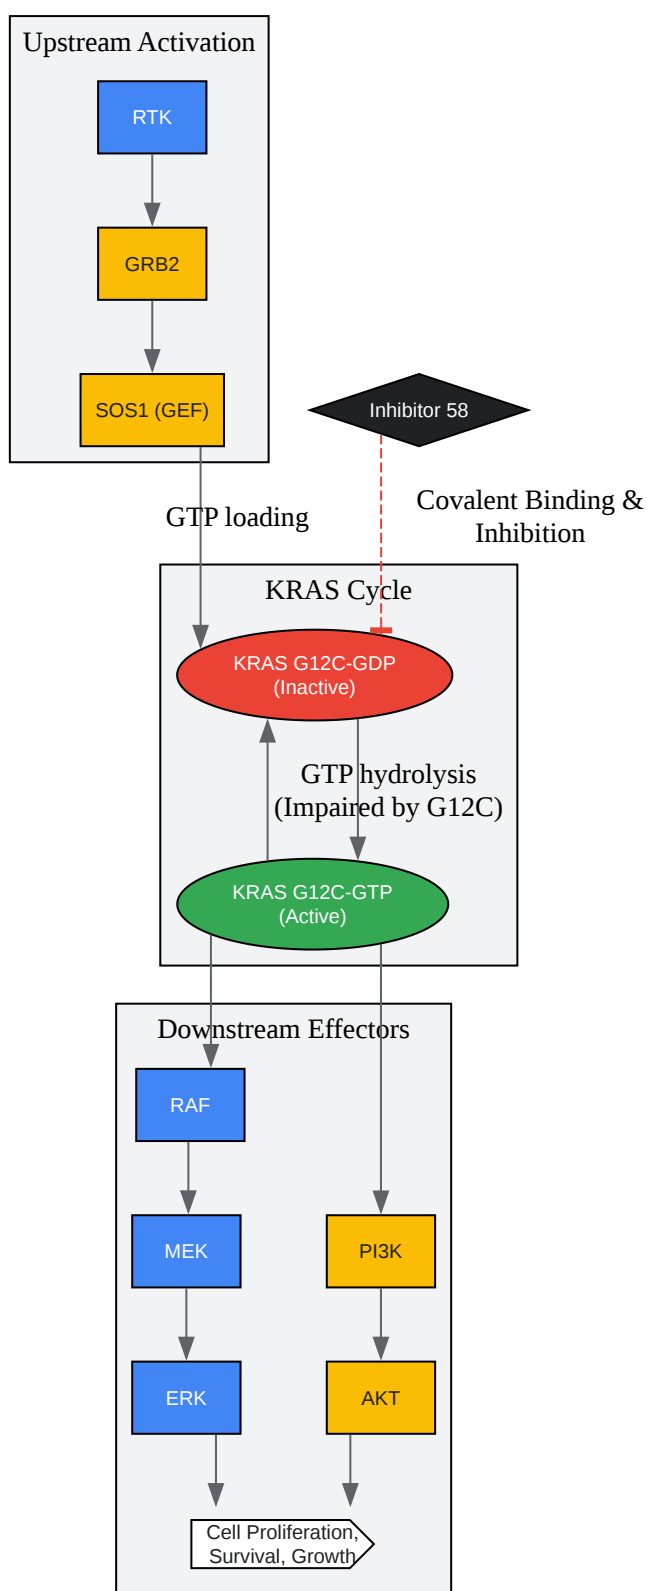 Upstream Activation
RTK
GRB2
SOS1 (GEF)
Inhibitor 58
GTP loading
Covalent Binding &
Inhibition
KRAS Cycle
KRAS G12C-GDP
(Inactive)
GTP hydrolysis
(Impaired by G12C)
KRAS G12C-GTP
(Active)
Downstream Effectors
RAF
MEK
PI3K
ERK
AKT
Cell Proliferation,
Survival, Growth